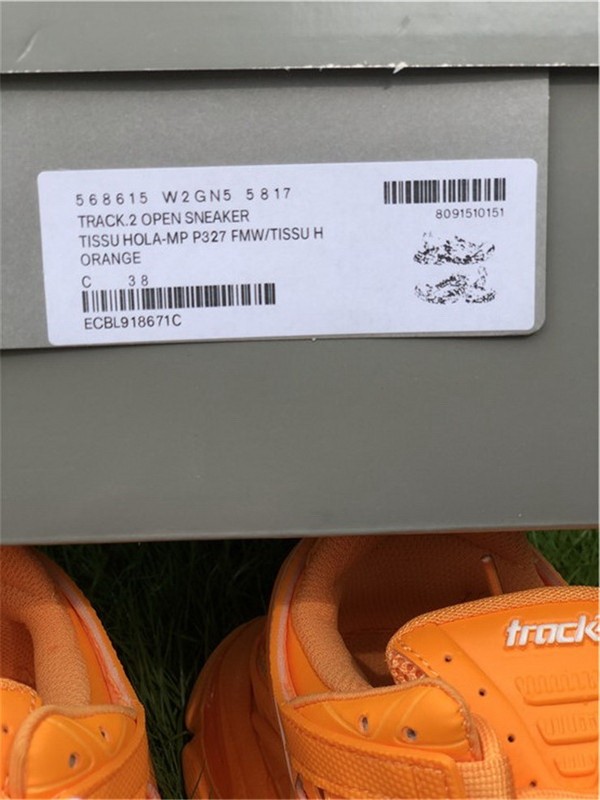 568615 W2GN5 5817
TRACK.2 OPEN SNEAKER
TISSU HOLA-MP P327 FMW/TISSU H
ORANGE
C 38
ECBL918671C
8091510151
track